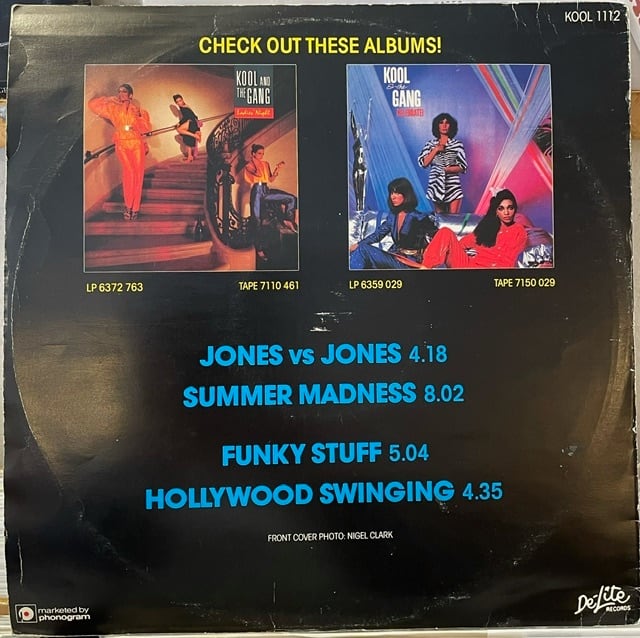 KOOL 1112
CHECK OUT THESE ALBUMS!
KOOL AND
THE GANG
Ladies Night
KOOL
& the
GANG
CELEBRATE!
LP 6372 763
TAPE 7110 461
LP 6359 029
TAPE 7150 029
JONES vs JONES 4.18
SUMMER MADNESS 8.02
FUNKY STUFF 5.04
HOLLYWOOD SWINGING 4.35
FRONT COVER PHOTO: NIGEL CLARK
marketed by
phonogram
De-Lite
RECORDS